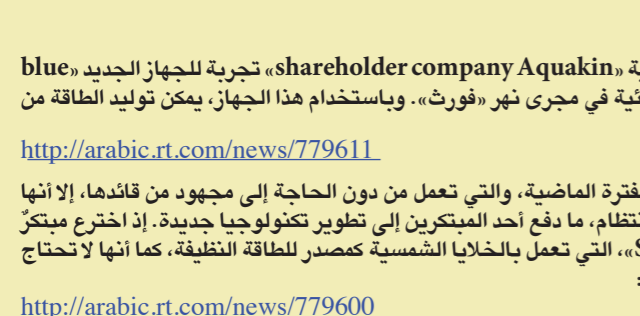 ية «shareholder company Aquakin» تجربة للجهاز الجديد «blue
ئية في مجرى نهر «فورث». وباستخدام هذا الجهاز، يمكن توليد الطاقة من
http://arabic.rt.com/news/779611
لفترة الماضية، والتي تعمل من دون الحاجة إلى مجهود من قائدها، إلا أنها
نتظام، ما دفع أحد المبتكرين إلى تطوير تكنولوجيا جديدة. إذ اخترع مبتكرٌ
»، التي تعمل بالخلايا الشمسية كمصدر للطاقة النظيفة، كما أنها لا تحتاج
http://arabic.rt.com/news/779600